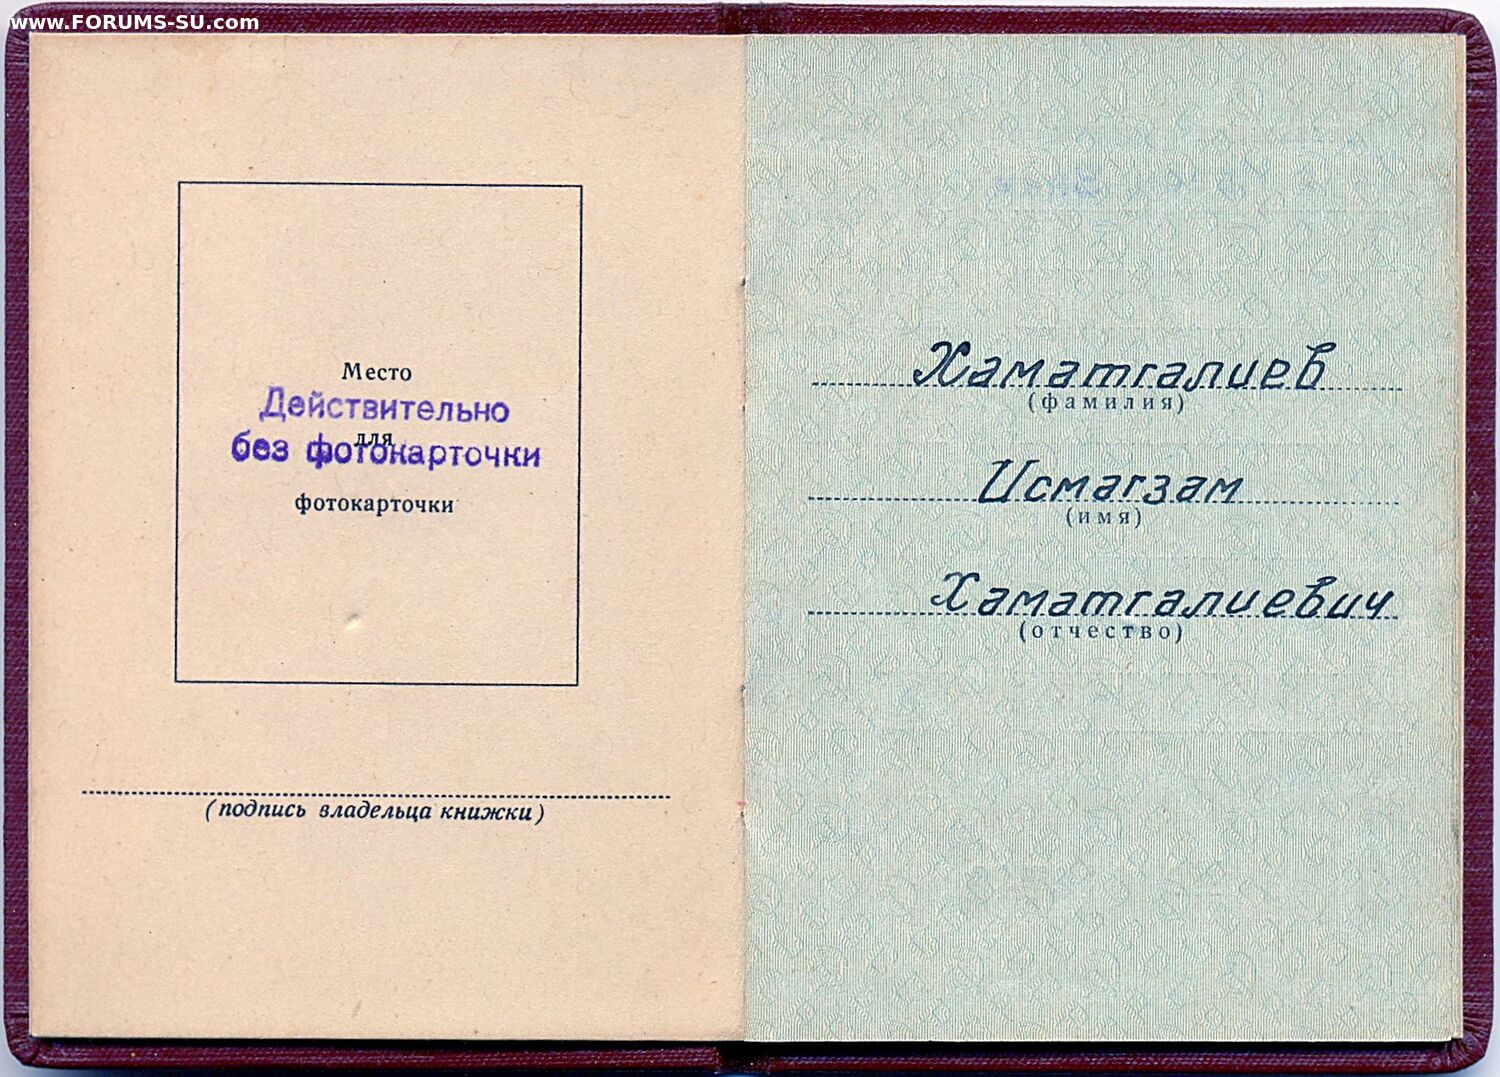 www.FORUMS-SU.com
Место
Действительно
для
без фотокарточки
фотокарточки
(подпись владельца книжки)
Хаматгалиев
(фамилия)
Исмагзам
(имя)
Хаматгалиевич
(отчество)